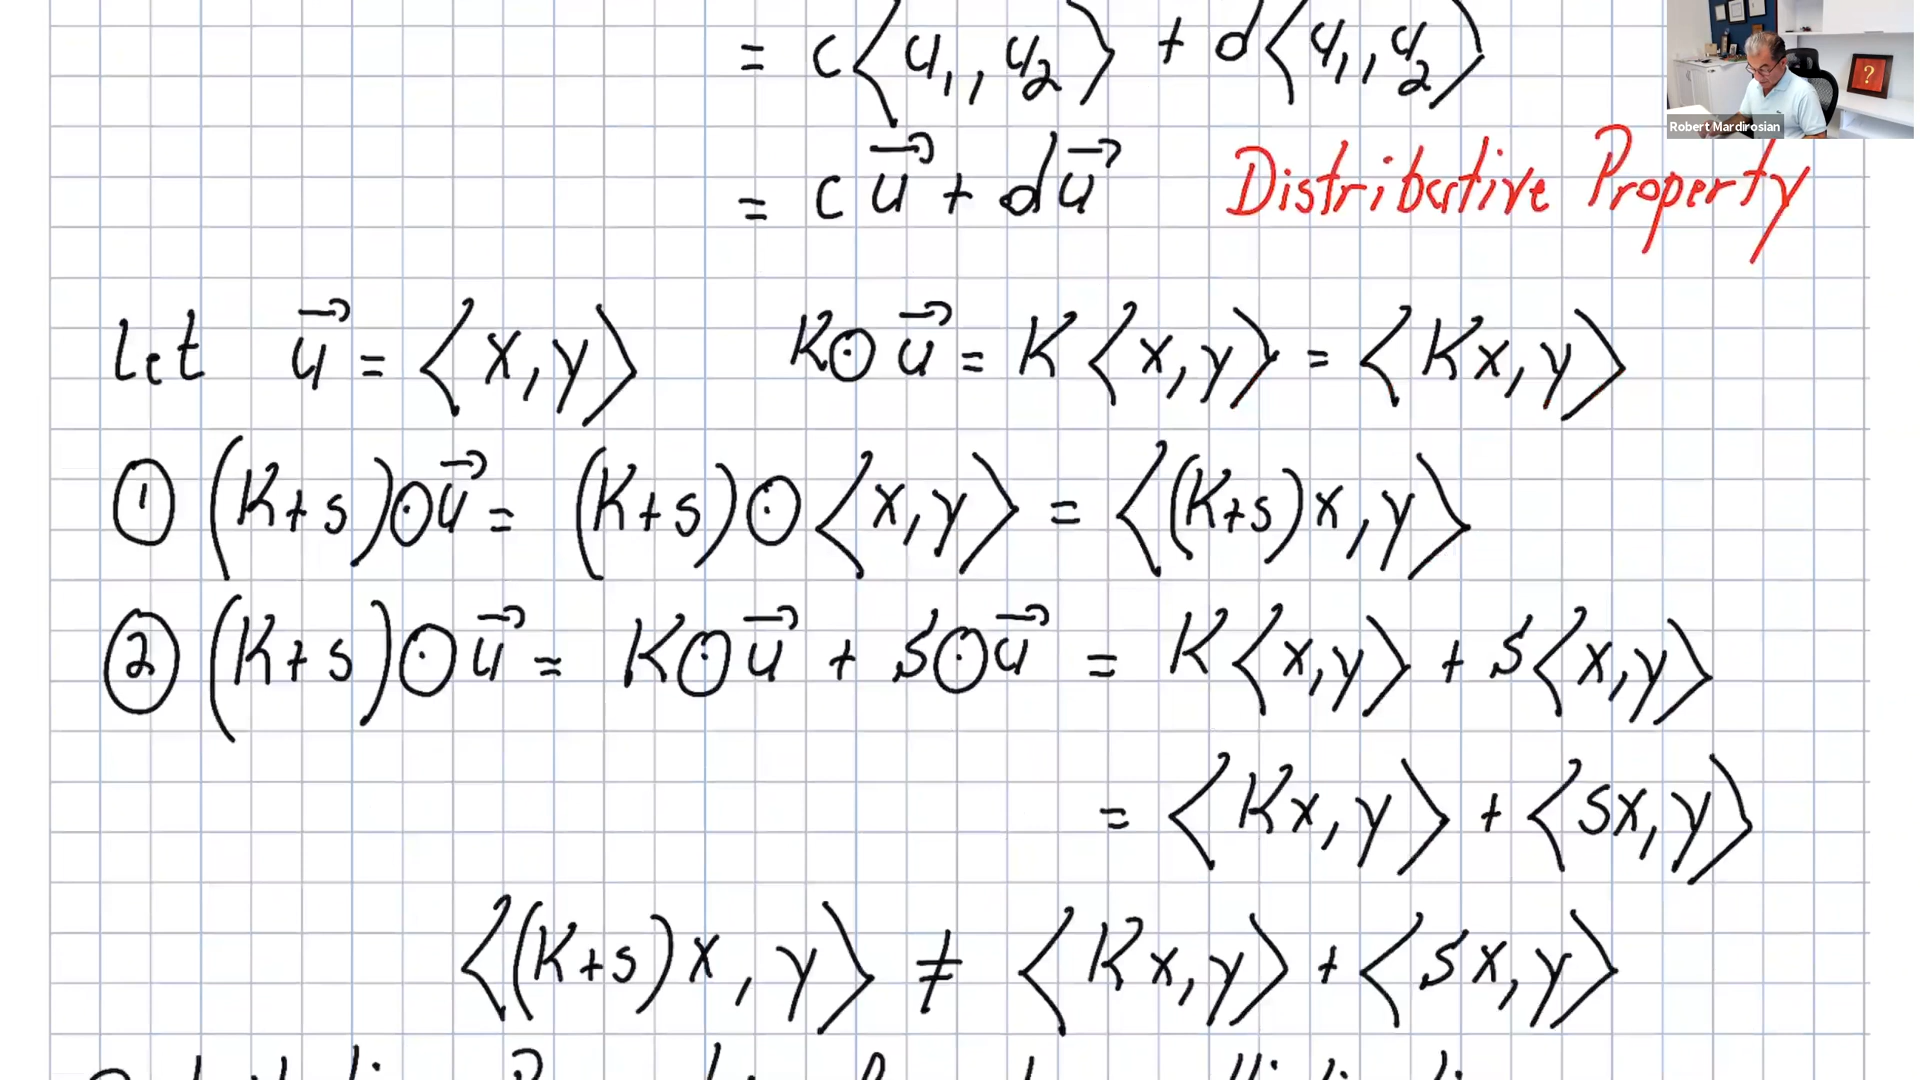 = c⟨u₁, u₂⟩ + d⟨u₁, u₂⟩
?
Robert Mardirosian
= c u⃗ + d u⃗ Distributive Property
Let u⃗ = ⟨x, y⟩ K⊙u⃗ = K⟨x, y⟩ = ⟨Kx, y⟩
① (K+s)⊙u⃗ = (K+s)⊙⟨x, y⟩ = ⟨(K+s)x, y⟩
② (K+s)⊙u⃗ = K⊙u⃗ + s⊙u⃗ = K⟨x, y⟩ + s⟨x, y⟩
= ⟨Kx, y⟩ + ⟨sx, y⟩
⟨(K+s)x, y⟩ ≠ ⟨Kx, y⟩ + ⟨sx, y⟩